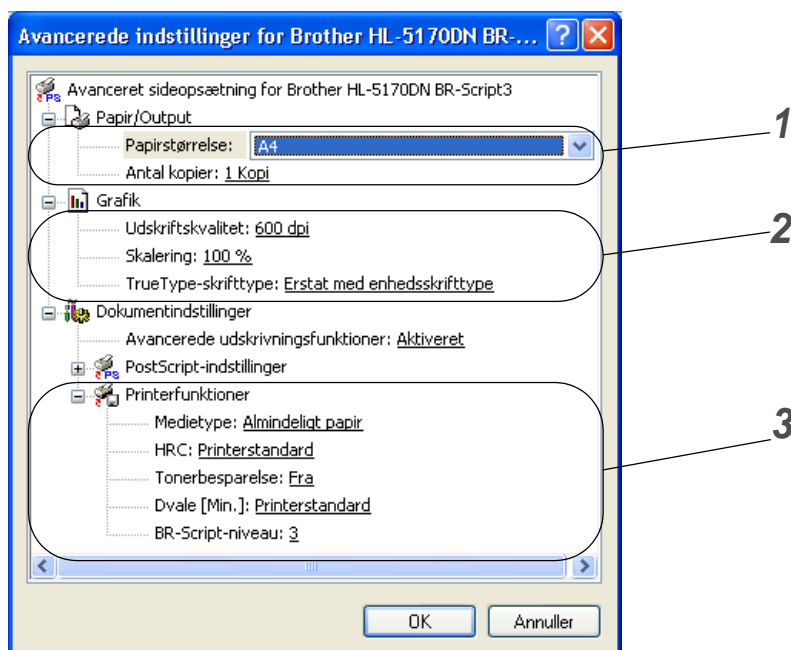 Avancerede indstillinger for Brother HL-5170DN BR-...
Avanceret sideopsætning for Brother HL-5170DN BR-Script3
Papir/Output
Papirstørrelse: A4
Antal kopier: 1 Kopi
1
Grafik
Udskriftskvalitet: 600 dpi
Skalering: 100 %
TrueType-skrifttype: Erstat med enhedsskrifttype
2
Dokumentindstillinger
Avancerede udskrivningsfunktioner: Aktiveret
PostScript-indstillinger
Printerfunktioner
Medietype: Almindeligt papir
HRC: Printerstandard
Tonerbesparelse: Fra
Dvale [Min.]: Printerstandard
BR-Script-niveau: 3
3
OK Annuller